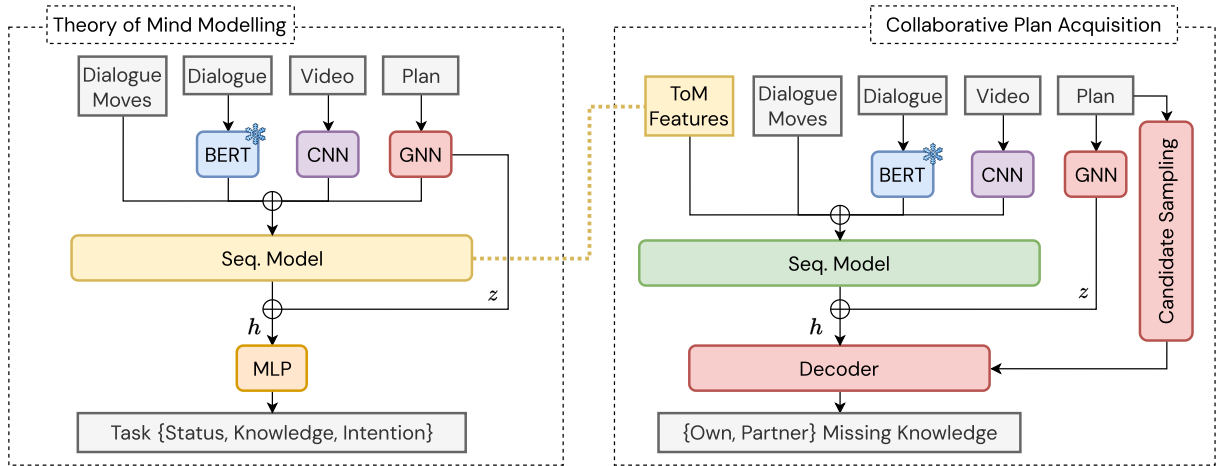 Theory of Mind Modelling
Dialogue
Moves
Dialogue
Video
Plan
BERT
CNN
GNN
Seq. Model
z
h
MLP
Task {Status, Knowledge, Intention}
Collaborative Plan Acquisition
ToM
Features
Dialogue
Moves
Dialogue
Video
Plan
BERT
CNN
GNN
Candidate Sampling
Seq. Model
z
h
Decoder
{Own, Partner} Missing Knowledge